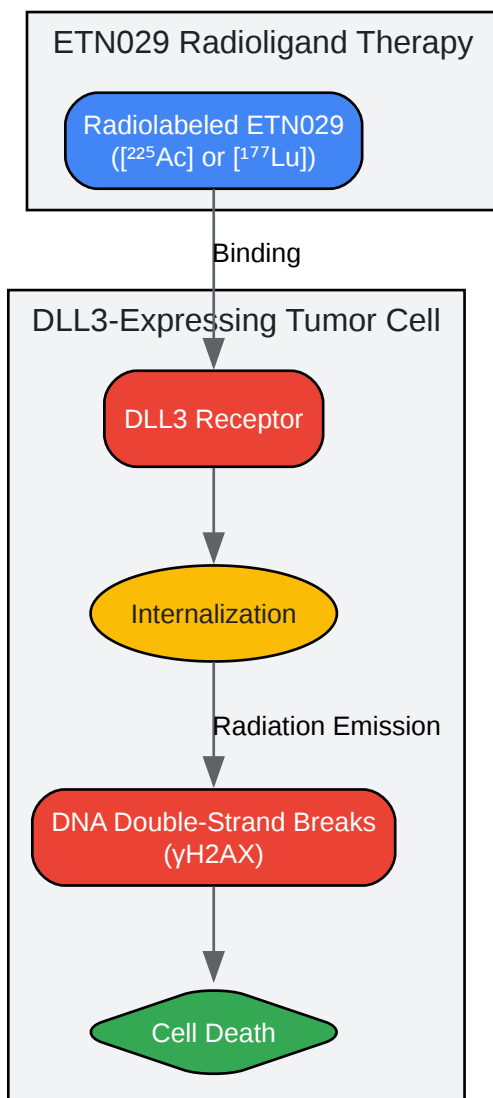 ETN029 Radioligand Therapy
Radiolabeled ETN029
([²²⁵Ac] or [¹⁷⁷Lu])
Binding
DLL3-Expressing Tumor Cell
DLL3 Receptor
Internalization
Radiation Emission
DNA Double-Strand Breaks
(γH2AX)
Cell Death